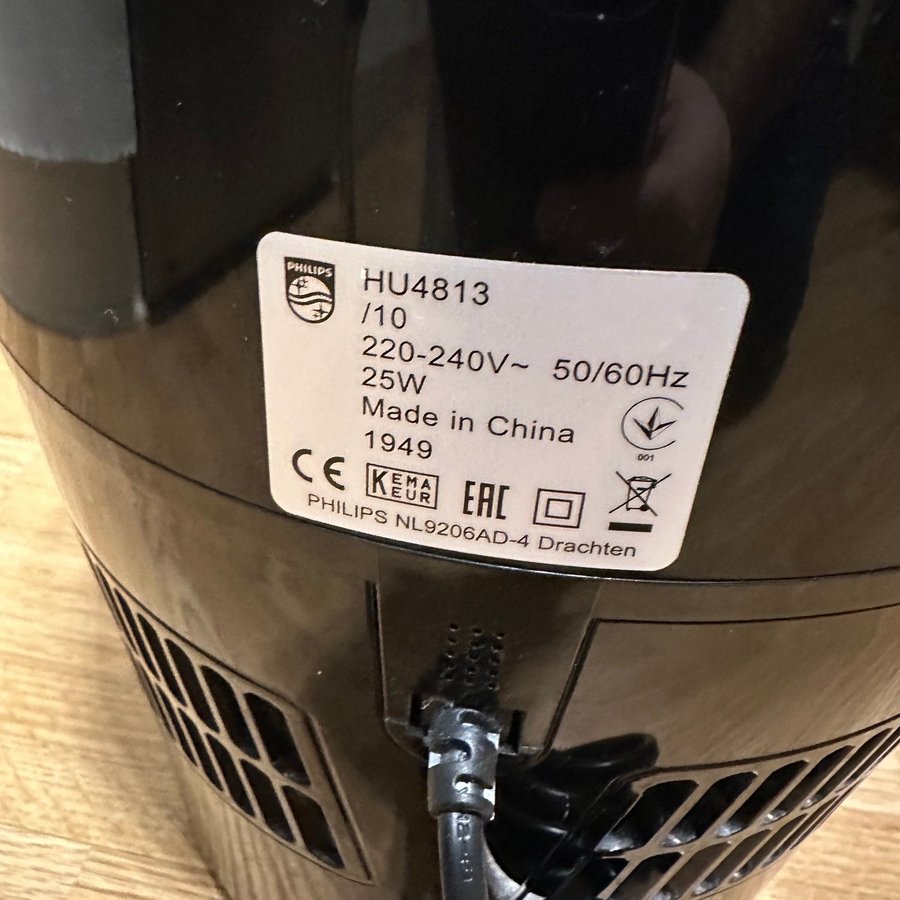 PHILIPS
HU4813
/10
220-240V~ 50/60Hz
25W
Made in China
1949
001
CE
KEMA
KEUR
EAC
PHILIPS NL9206AD-4 Drachten